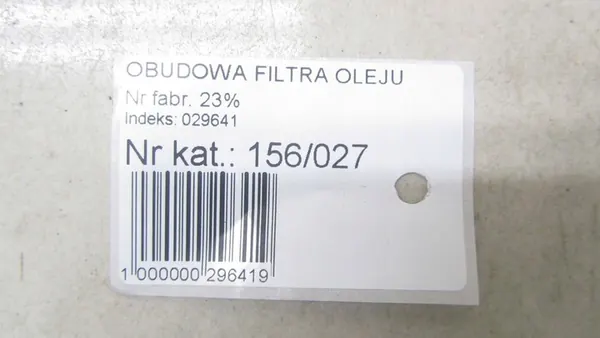 OBUDOWA FILTRA OLEJU
Nr fabr. 23%
Indeks: 029641
Nr kat.: 156/027
1 000000 296419